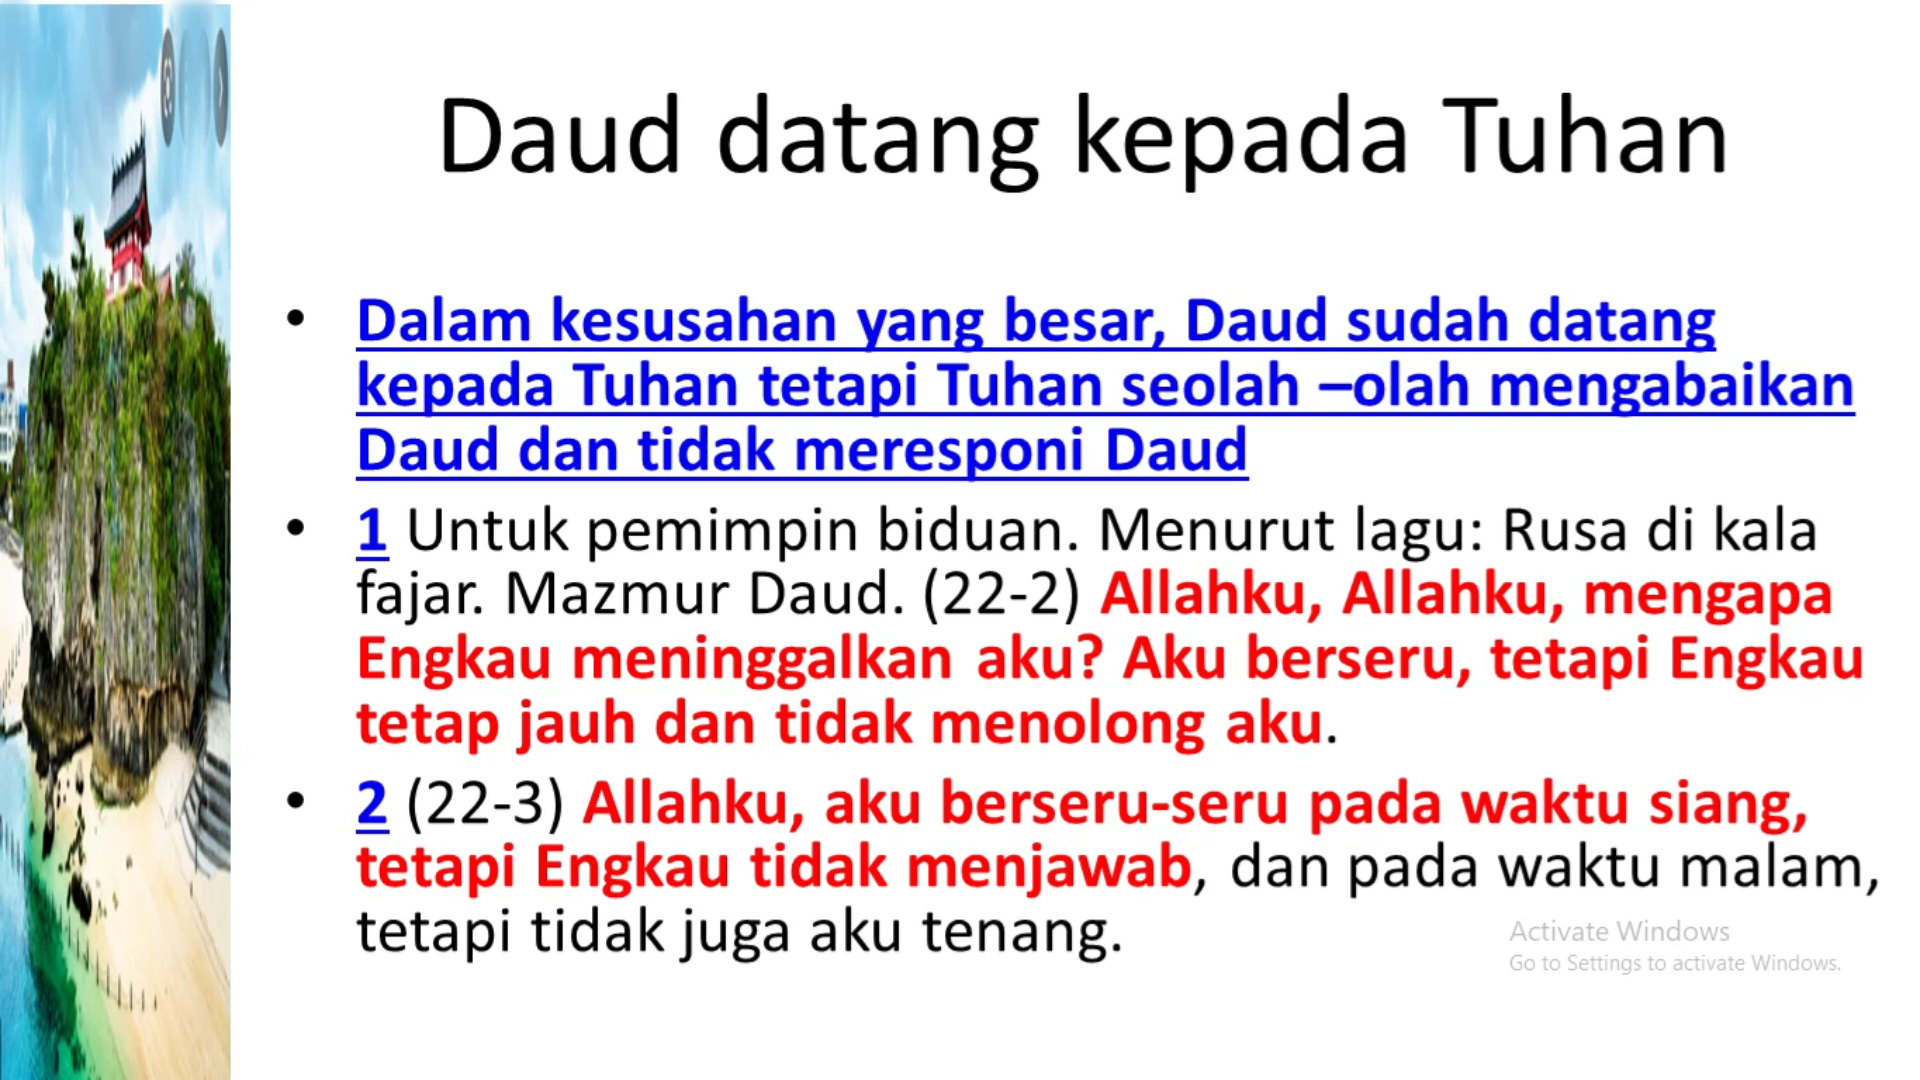 Daud datang kepada Tuhan
• Dalam kesusahan yang besar, Daud sudah datang
kepada Tuhan tetapi Tuhan seolah –olah mengabaikan
Daud dan tidak meresponi Daud
• 1 Untuk pemimpin biduan. Menurut lagu: Rusa di kala
fajar. Mazmur Daud. (22-2) Allahku, Allahku, mengapa
Engkau meninggalkan aku? Aku berseru, tetapi Engkau
tetap jauh dan tidak menolong aku.
• 2 (22-3) Allahku, aku berseru-seru pada waktu siang,
tetapi Engkau tidak menjawab, dan pada waktu malam,
tetapi tidak juga aku tenang.
Activate Windows
Go to Settings to activate Windows.